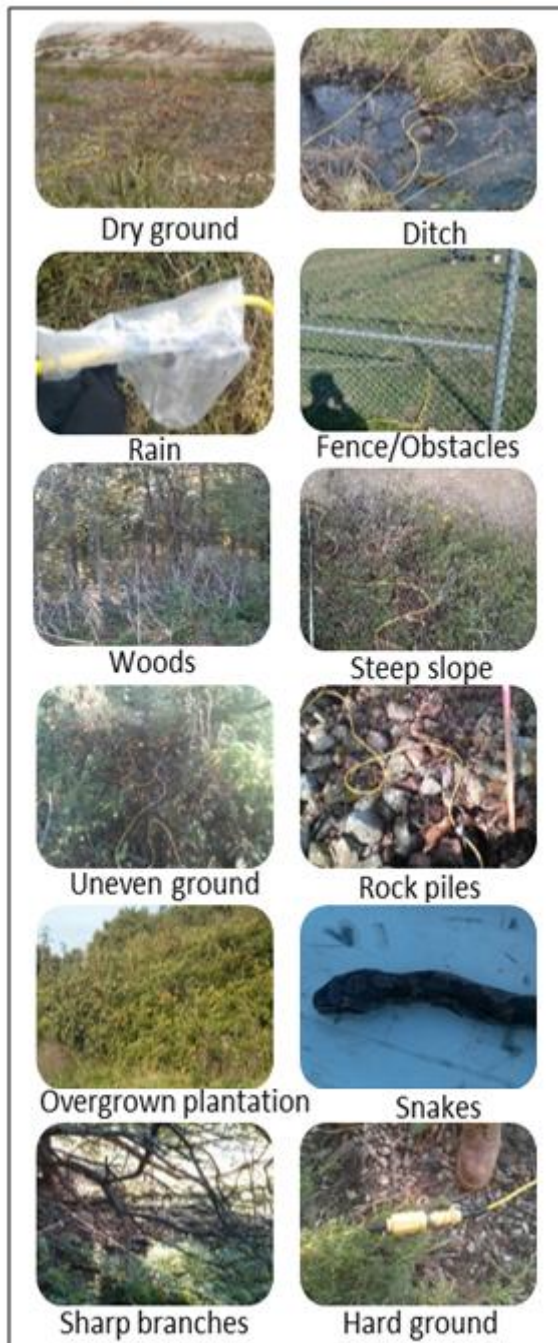 Dry ground
Ditch
Rain
Fence/Obstacles
Woods
Steep slope
Uneven ground
Rock piles
Overgrown plantation
Snakes
Sharp branches
Hard ground